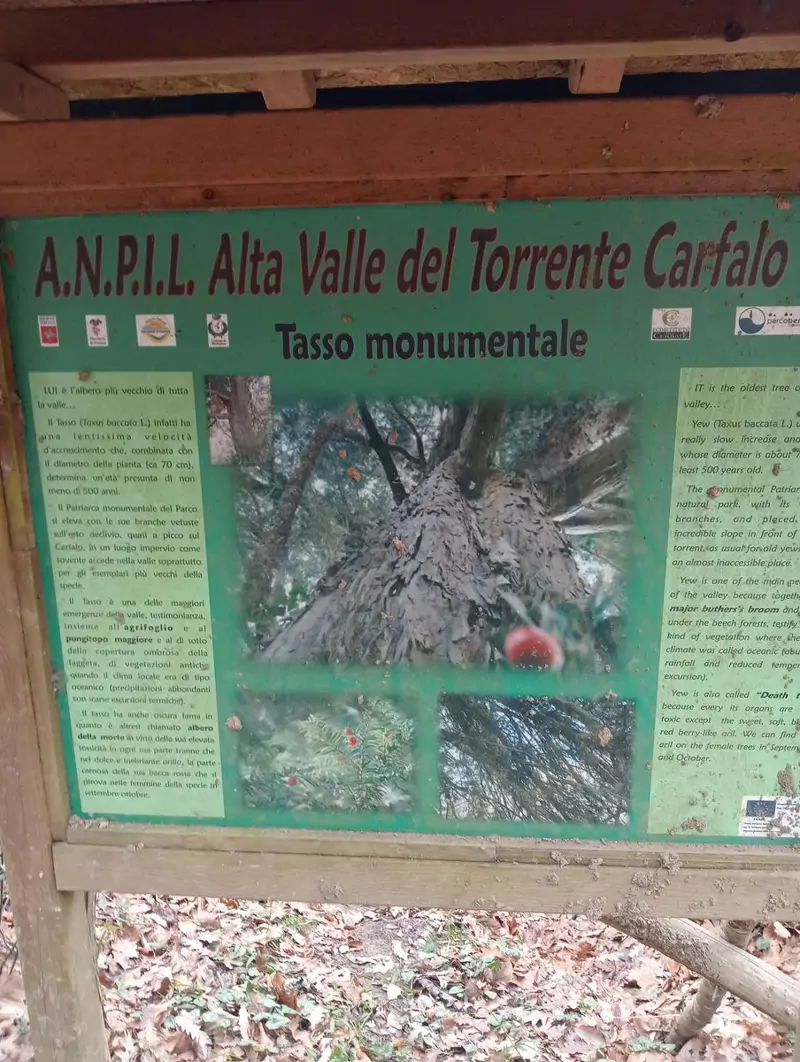 A.N.P.I.L. Alta Valle del Torrente Carfalo
Tasso monumentale
parcober
LUI è l'albero più vecchio di tutta
la valle...
Il Tasso (Taxus baccata L.) infatti ha
una lentissima velocità
d'accrescimento che, combinata con
il diametro della pianta (ca 70 cm),
determina un'età presunta di non
meno di 500 anni.
Il Patriarca monumentale del Parco
si eleva con le sue branche vetuste
sull'erto declivio, quasi a picco sul
Carfalo, in un luogo impervio come
sovente accade nella valle soprattutto
per gli esemplari più vecchi della
specie.
Il Tasso è una delle maggiori
emergenze della valle, testimonianza,
insieme all'agrifoglio e al
pungitopo maggiore e al di sotto
della copertura ombrosa della
faggeta, di vegetazioni antiche
quando il clima locale era di tipo
oceanico (precipitazioni abbondanti
con scarse escursioni termiche).
Il tasso ha anche oscura fama in
quanto è altresì chiamato albero
della morte in virtù della sua elevata
tossicità in ogni sua parte tranne che
nel dolce e inebriante arillo, la parte
carnosa della sua bacca rossa che si
ritrova nelle femmine della specie in
settembre-ottobre.
IT is the oldest tree o
valley...
Yew (Taxus baccata L.) u
really slow increase and
whose diameter is about 7
least 500 years old.
The monumental Patriar
natural park, with its
branches, and placed,
incredible slope in front of
torrent, as usual for old yews
an almost inaccessible place.
Yew is one of the main pe
of the valley because togeth
major buther's broom and
under the beech forests, testify
kind of vegetation where the
climate was called oceanic (abu
rainfall and reduced temper
excursion).
Yew is also called "Death t
because every its organs are
toxic except the sweet, soft, bl
red berry-like aril. We can find
aril on the female trees in Septem
and October.